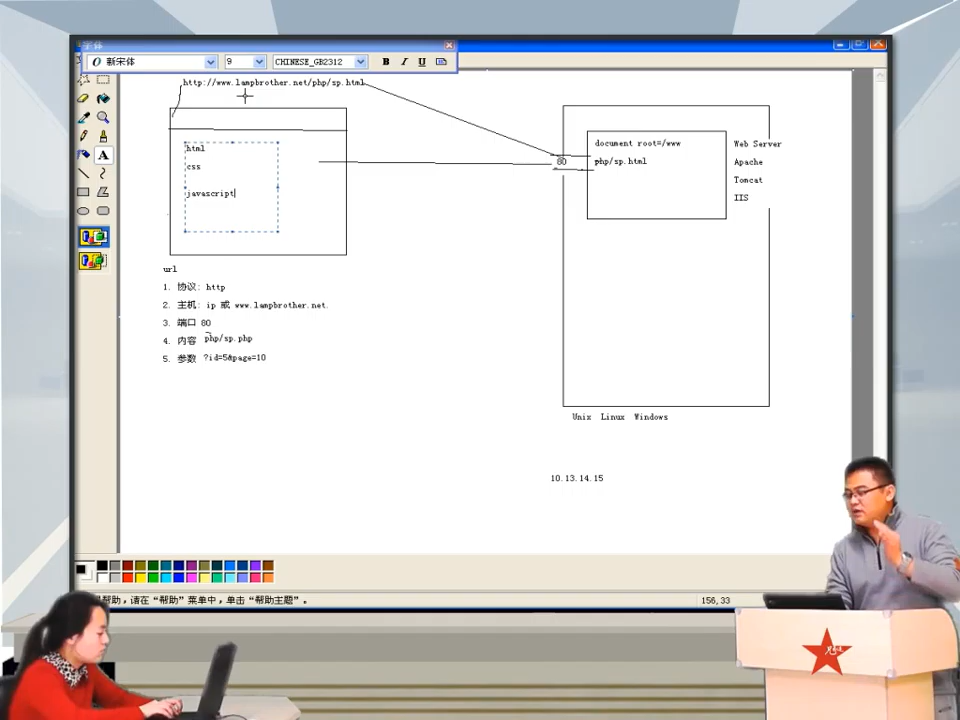 字体
新宋体 9 CHINESE_GB2312 B I U
http://www.lampbrother.net/php/sp.html
html
css
javascript
80
document root=/www
php/sp.html
Web Server
Apache
Tomcat
IIS
url
1. 协议: http
2. 主机: ip 或 www.lampbrother.net.
3. 端口 80
4. 内容 php/sp.php
5. 参数 ?id=5&page=10
Unix Linux Windows
10.13.14.15
帮助，请在“帮助”菜单中，单击“帮助主题”。
156,33